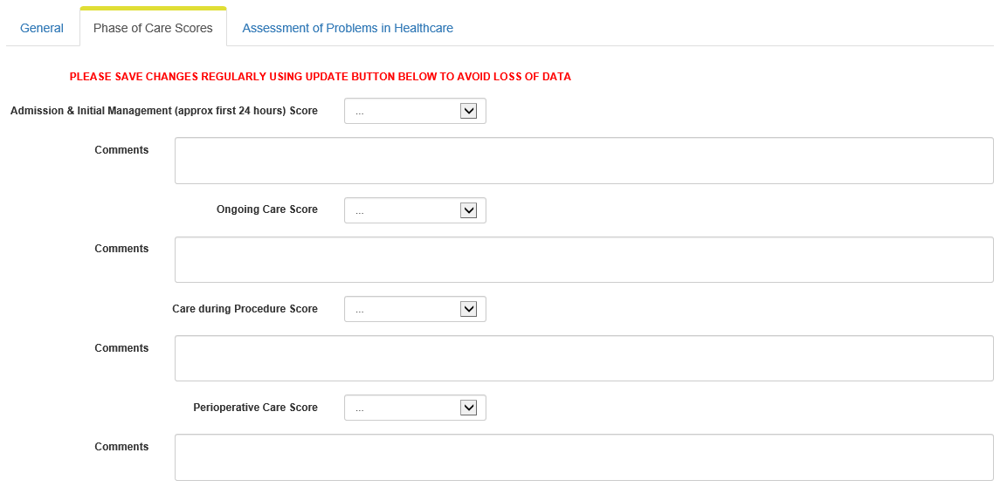 General Phase of Care Scores Assessment of Problems in Healthcare
PLEASE SAVE CHANGES REGULARLY USING UPDATE BUTTON BELOW TO AVOID LOSS OF DATA
Admission & Initial Management (approx first 24 hours) Score ...
Comments
Ongoing Care Score ...
Comments
Care during Procedure Score ...
Comments
Perioperative Care Score ...
Comments